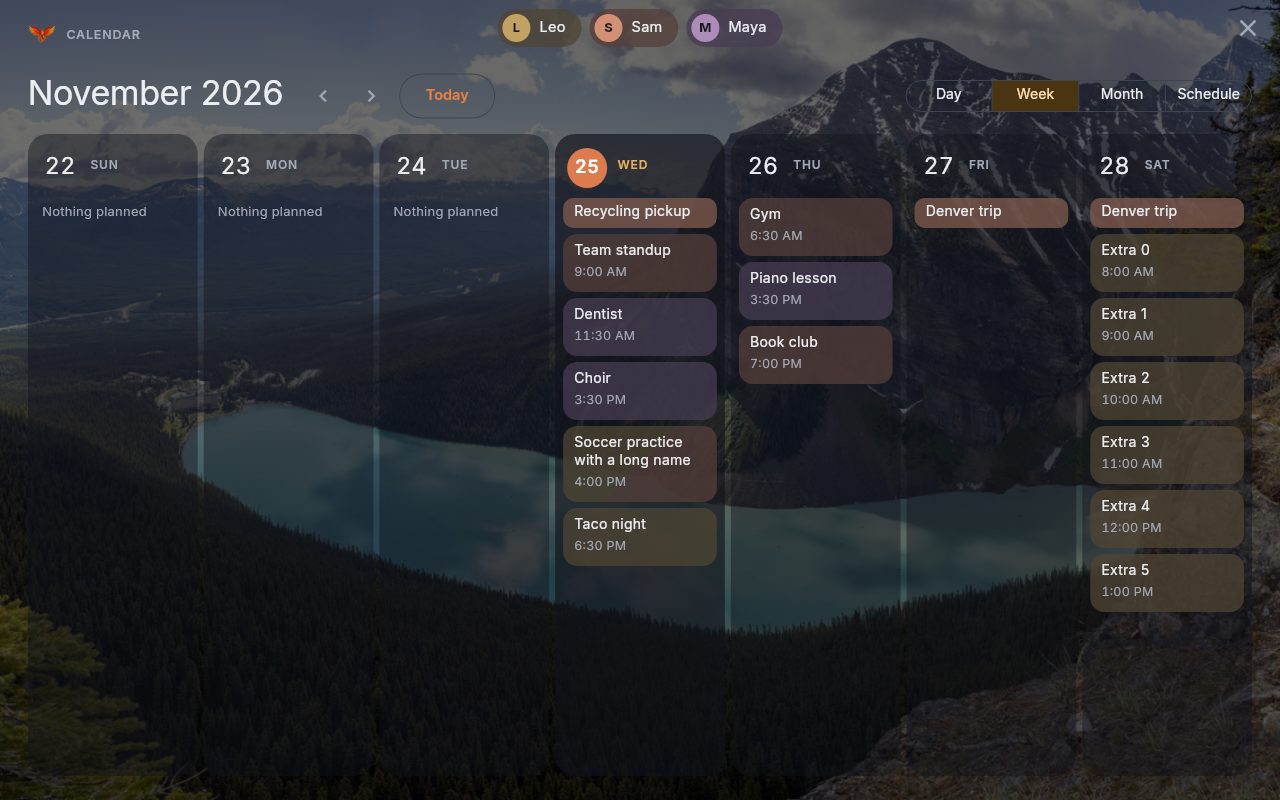 CALENDAR
L Leo
S Sam
M Maya
November 2026
Today
Day
Week
Month
Schedule
22 SUN
Nothing planned
23 MON
Nothing planned
24 TUE
Nothing planned
25 WED
Recycling pickup
Team standup
9:00 AM
Dentist
11:30 AM
Choir
3:30 PM
Soccer practice
with a long name
4:00 PM
Taco night
6:30 PM
26 THU
Gym
6:30 AM
Piano lesson
3:30 PM
Book club
7:00 PM
27 FRI
Denver trip
28 SAT
Denver trip
Extra 0
8:00 AM
Extra 1
9:00 AM
Extra 2
10:00 AM
Extra 3
11:00 AM
Extra 4
12:00 PM
Extra 5
1:00 PM